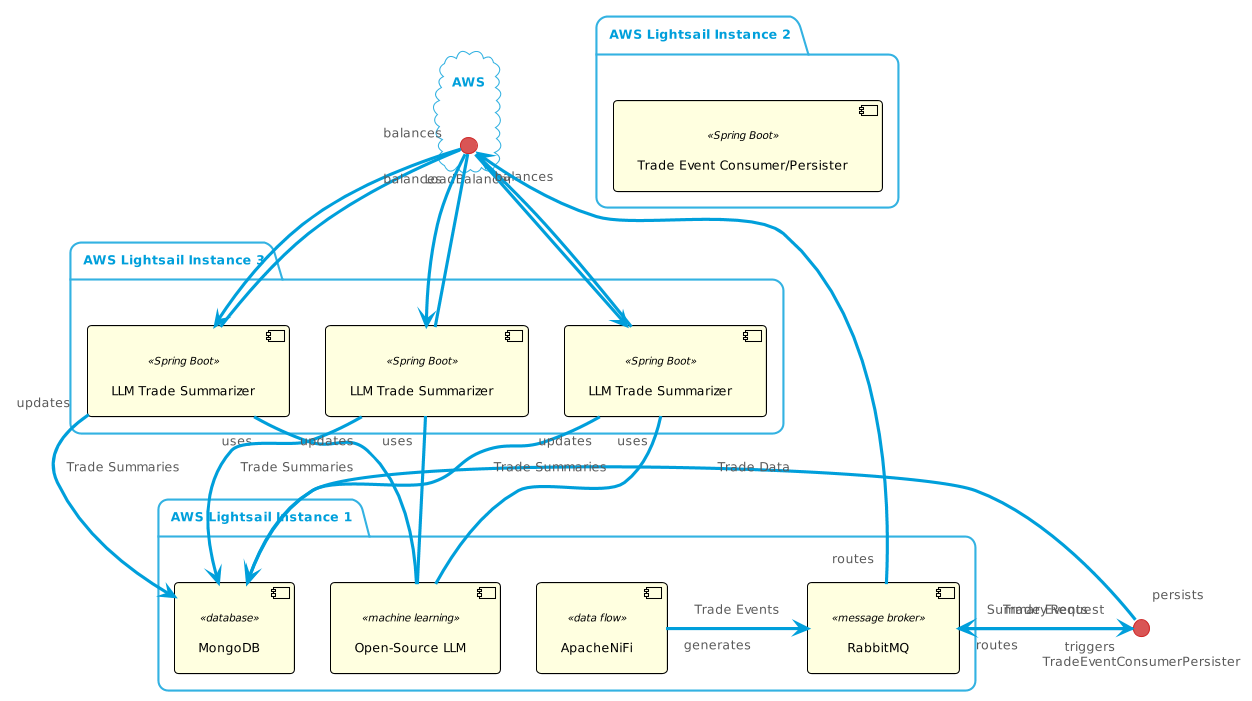 AWS Lightsail Instance 2
AWS
balances
«Spring Boot»
Trade Event Consumer/Persister
balances
LoadBalancer
balances
AWS Lightsail Instance 3
«Spring Boot»
LLM Trade Summarizer
«Spring Boot»
LLM Trade Summarizer
«Spring Boot»
LLM Trade Summarizer
updates
uses
updates
uses
updates
uses
Trade Summaries
Trade Summaries
Trade Summaries
Trade Data
AWS Lightsail Instance 1
routes
persists
«database»
MongoDB
«machine learning»
Open-Source LLM
«data flow»
ApacheNiFi
Trade Events
generates
«message broker»
RabbitMQ
Summary Request
Trade Events
routes
triggers
TradeEventConsumerPersister